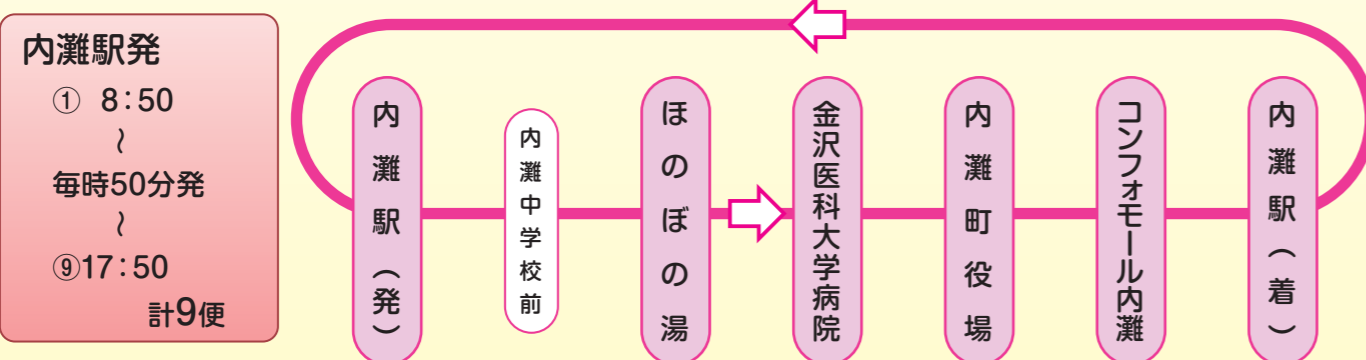 内灘駅発
① 8:50
~
毎時50分発
~
⑨17:50
計9便
内灘駅(発)
内灘中学校前
ほのぼの湯
金沢医科大学病院
内灘町役場
コンフォモール内灘
内灘駅(着)